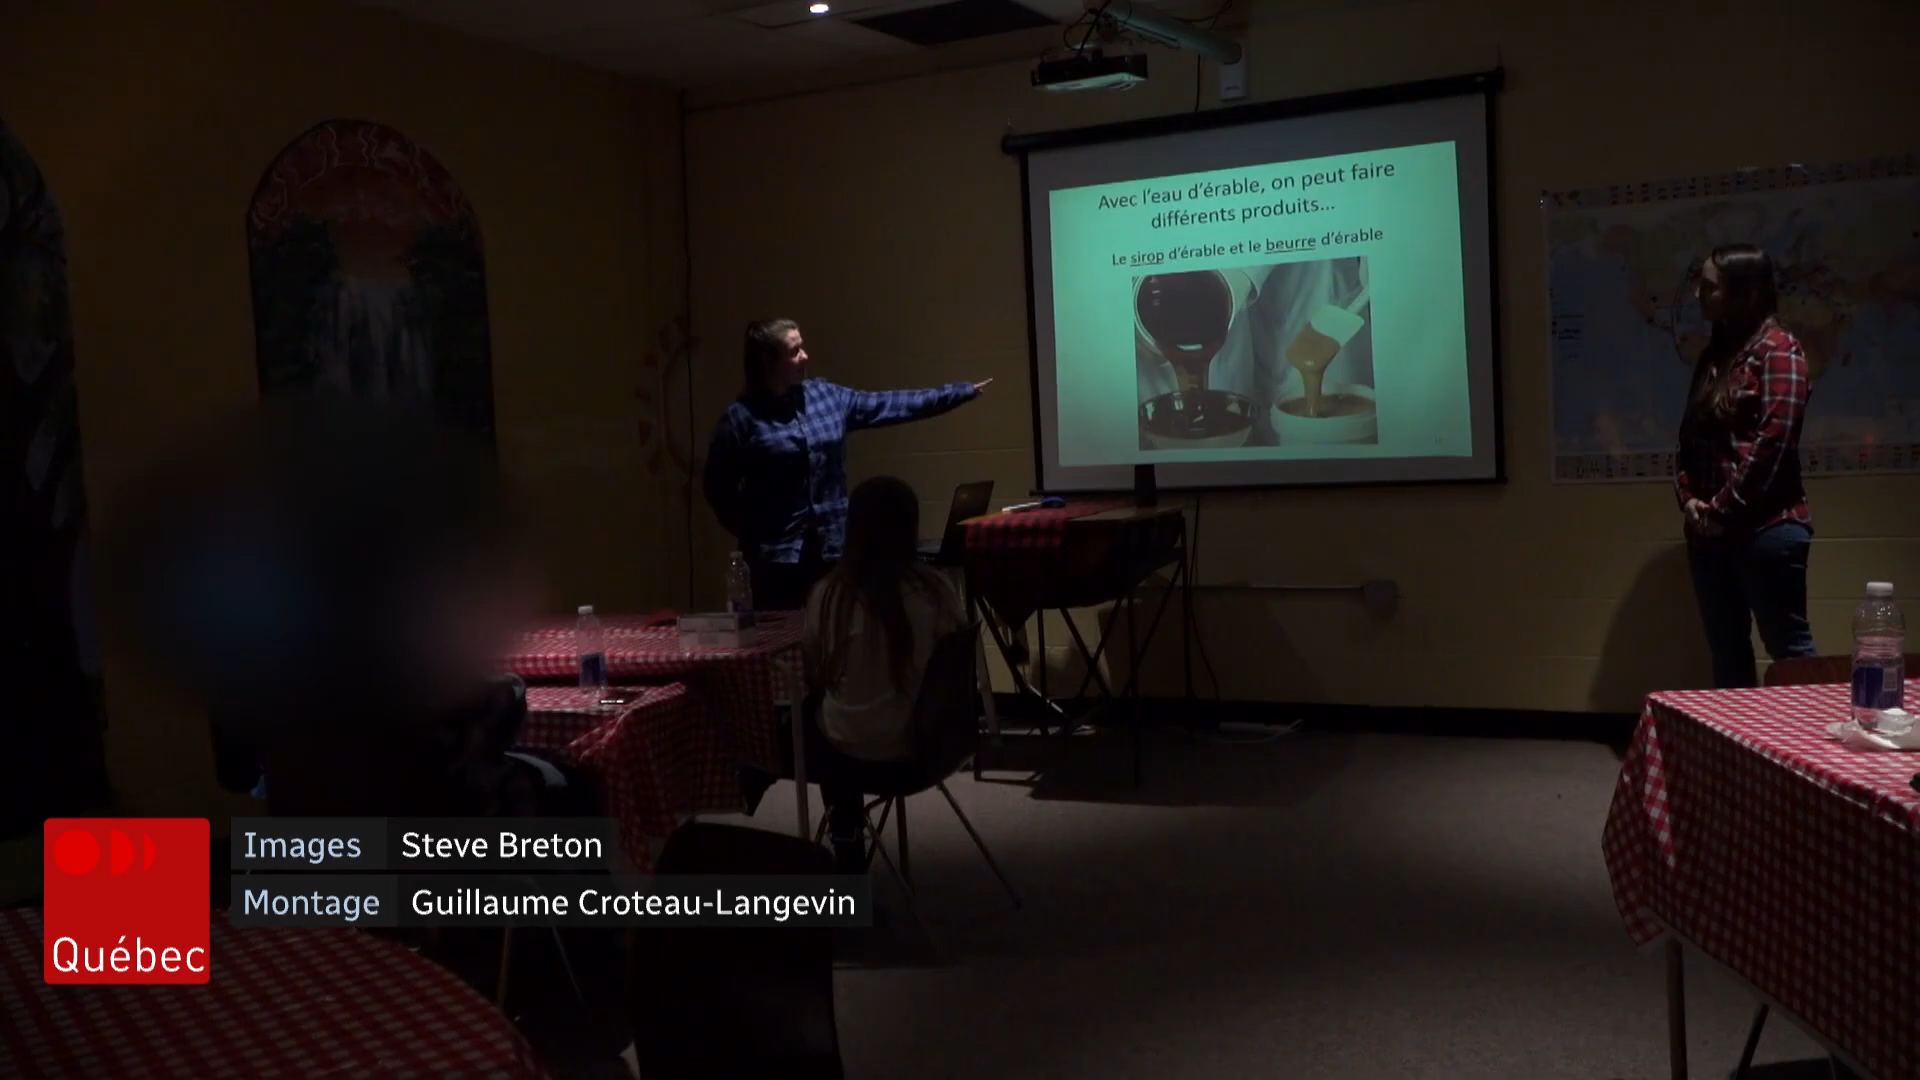 Avec l'eau d'érable, on peut faire
différents produits...
Le sirop d'érable et le beurre d'érable
Images Steve Breton
Montage Guillaume Croteau-Langevin
Québec